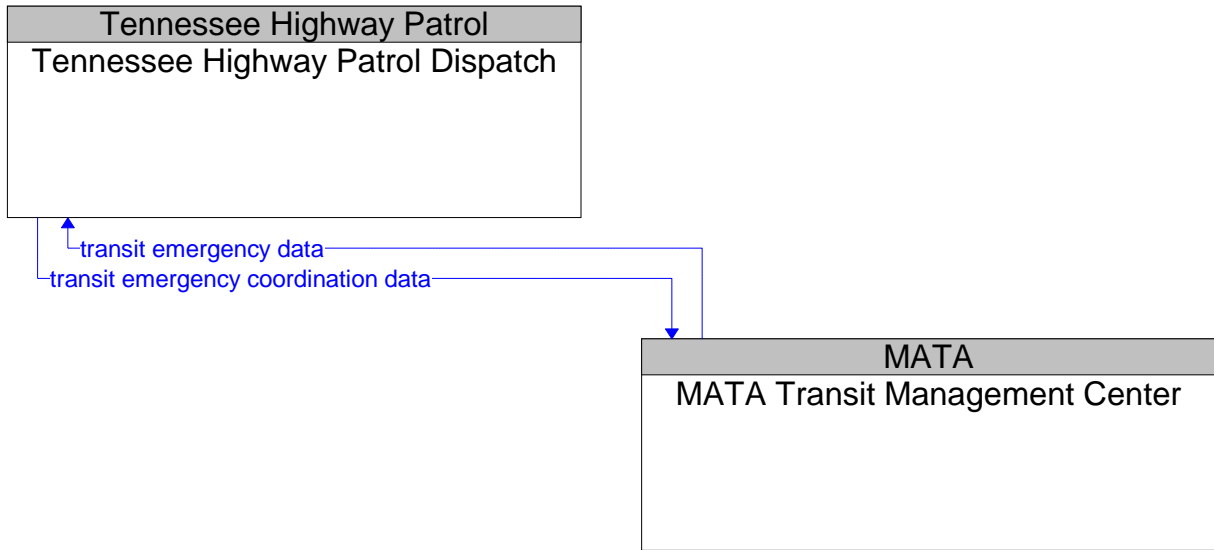 Tennessee Highway Patrol
Tennessee Highway Patrol Dispatch
transit emergency data
transit emergency coordination data
MATA
MATA Transit Management Center